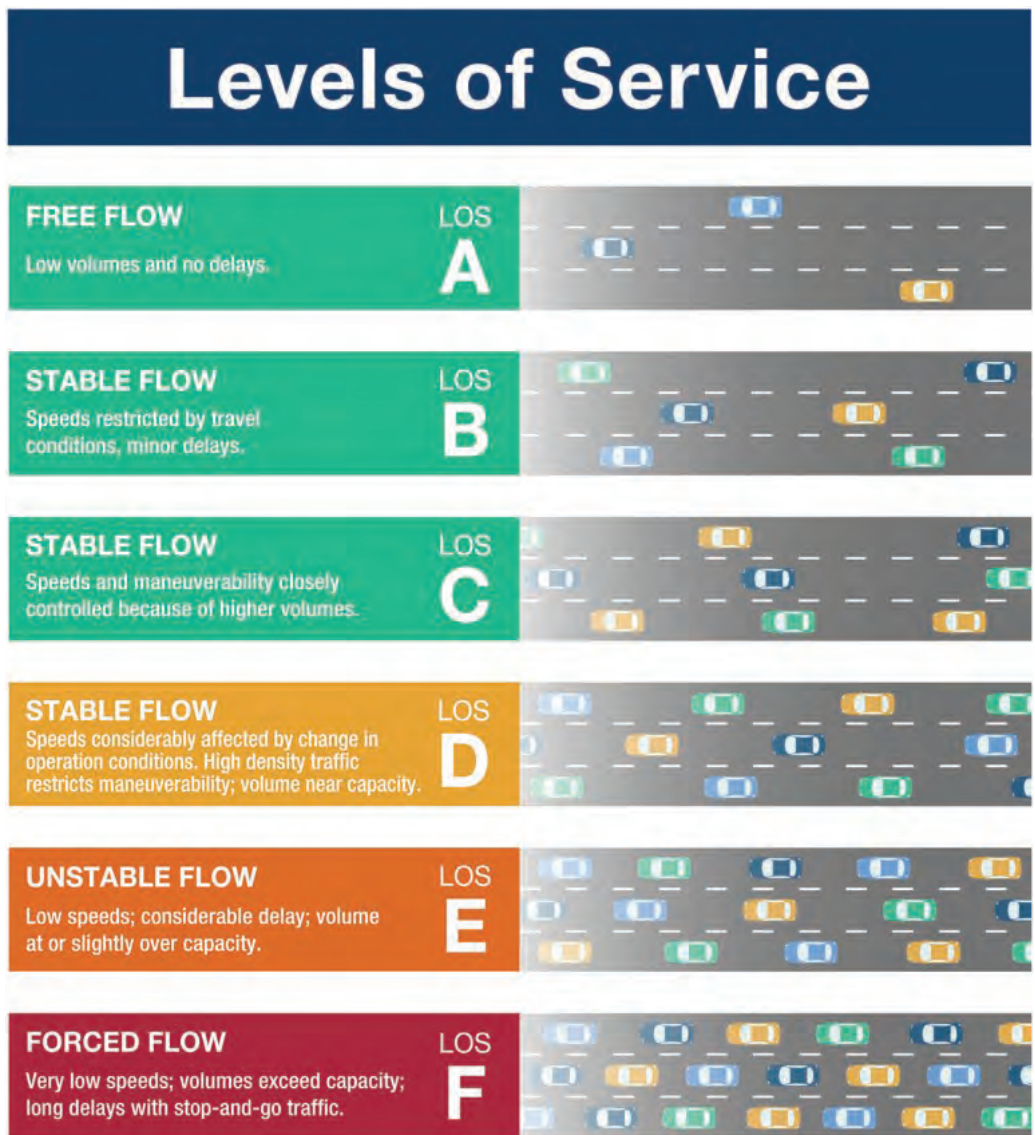 Levels of Service
FREE FLOW
LOS
A
Low volumes and no delays.
STABLE FLOW
LOS
B
Speeds restricted by travel
conditions, minor delays.
STABLE FLOW
LOS
C
Speeds and maneuverability closely
controlled because of higher volumes.
STABLE FLOW
LOS
D
Speeds considerably affected by change in
operation conditions. High density traffic
restricts maneuverability; volume near capacity.
UNSTABLE FLOW
LOS
E
Low speeds; considerable delay; volume
at or slightly over capacity.
FORCED FLOW
LOS
F
Very low speeds; volumes exceed capacity;
long delays with stop-and-go traffic.